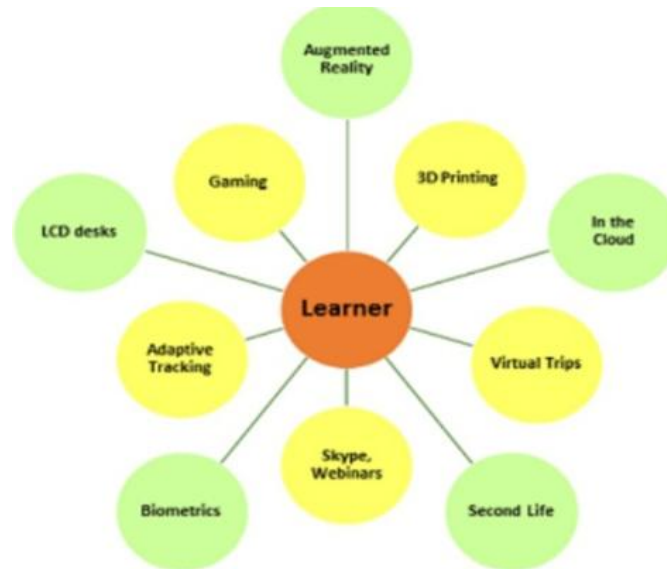 Augmented
Reality
Gaming
3D Printing
LCD desks
In the
Cloud
Learner
Adaptive
Tracking
Virtual Trips
Skype,
Webinars
Biometrics
Second Life